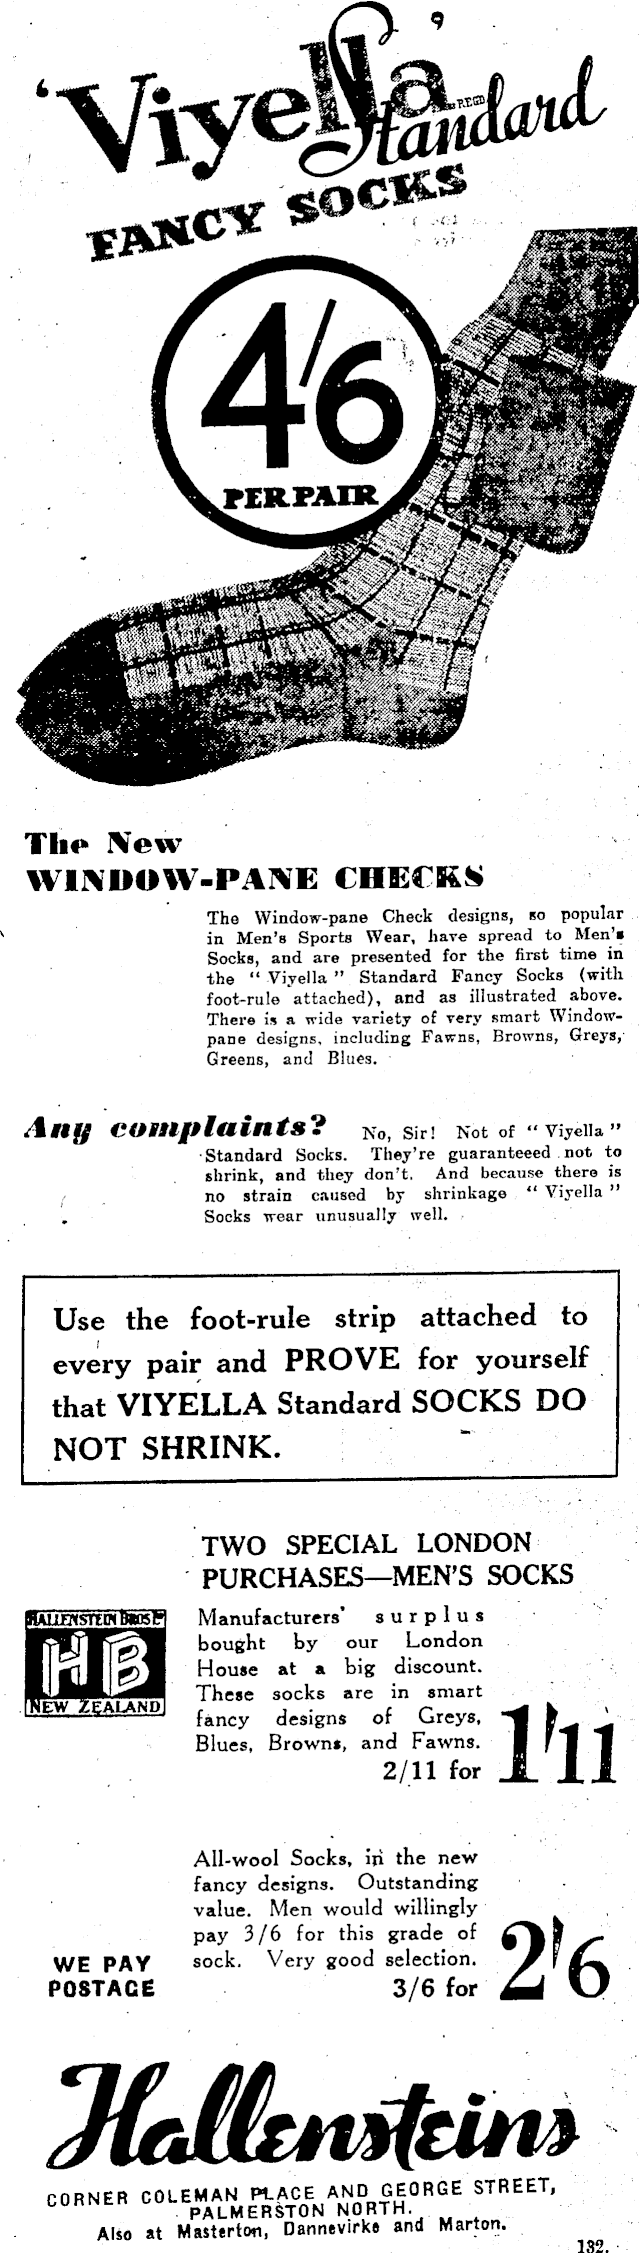 'Viyella'
REGD
Standard
FANCY SOCKS
4/6
PER PAIR
The New
WINDOW-PANE CHECKS
The Window-pane Check designs, so popular
in Men's Sports Wear, have spread to Men's
Socks, and are presented for the first time in
the "Viyella" Standard Fancy Socks (with
foot-rule attached), and as illustrated above.
There is a wide variety of very smart Window-
pane designs, including Fawns, Browns, Greys,
Greens, and Blues.
Any complaints? No, Sir! Not of "Viyella"
Standard Socks. They're guaranteeed not to
shrink, and they don't. And because there is
no strain caused by shrinkage "Viyella"
Socks wear unusually well.
Use the foot-rule strip attached to
every pair and PROVE for yourself
that VIYELLA Standard SOCKS DO
NOT SHRINK.
TWO SPECIAL LONDON
PURCHASES—MEN'S SOCKS
HALLENSTEIN BROS LTD
HB
NEW ZEALAND
Manufacturers' surplus
bought by our London
House at a big discount.
These socks are in smart
fancy designs of Greys,
Blues, Browns, and Fawns.
2/11 for 1'11
All-wool Socks, in the new
fancy designs. Outstanding
value. Men would willingly
pay 3/6 for this grade of
sock. Very good selection.
3/6 for 2'6
WE PAY
POSTAGE
Hallensteins
CORNER COLEMAN PLACE AND GEORGE STREET,
PALMERSTON NORTH.
Also at Masterton, Dannevirke and Marton.
132.